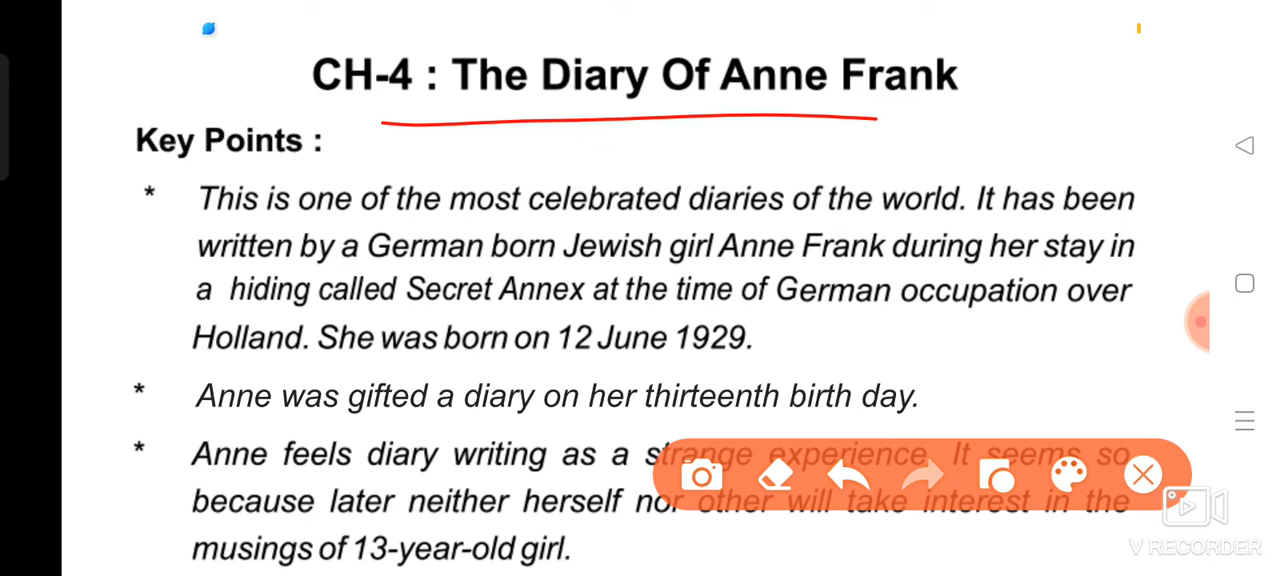 CH-4 : The Diary Of Anne Frank
Key Points :
* This is one of the most celebrated diaries of the world. It has been
written by a German born Jewish girl Anne Frank during her stay in
a hiding called Secret Annex at the time of German occupation over
Holland. She was born on 12 June 1929.
* Anne was gifted a diary on her thirteenth birth day.
* Anne feels diary writing as a strange experience. It seems so
because later neither herself nor other will take interest in the
musings of 13-year-old girl.
V RECORDER